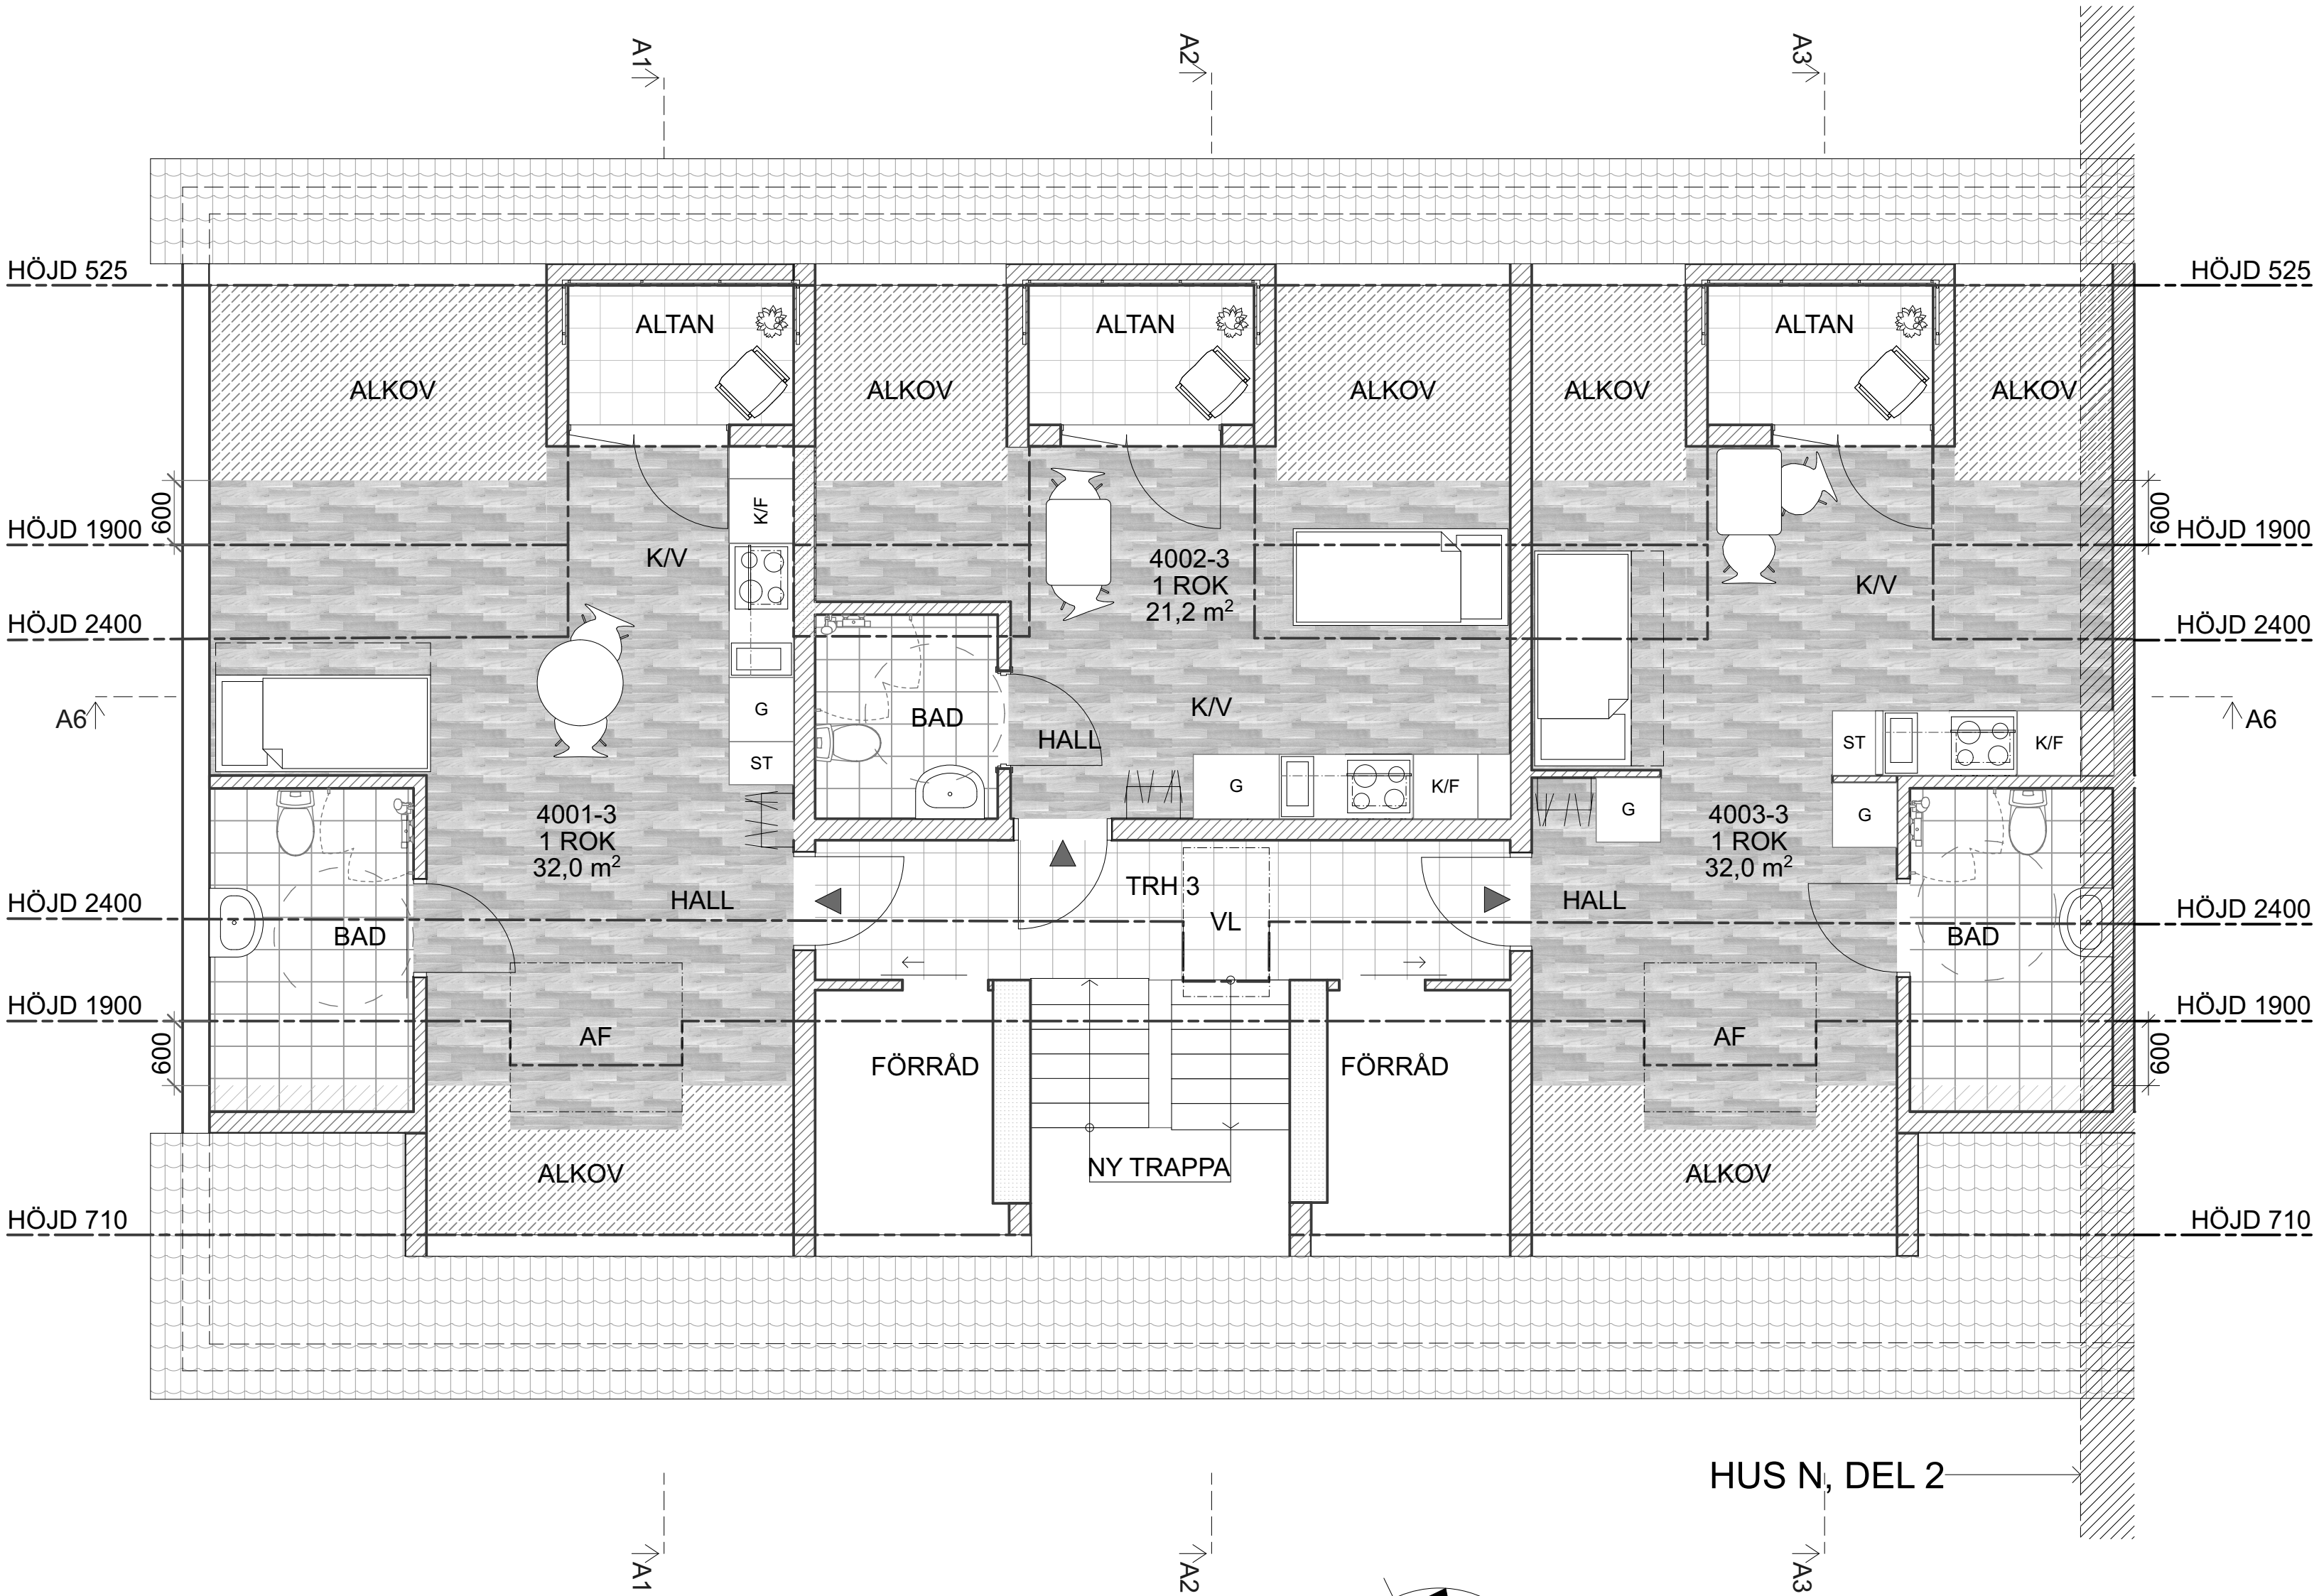 A1
A2
A3
HÖJD 525
HÖJD 525
ALTAN
ALTAN
ALTAN
ALKOV
ALKOV
ALKOV
ALKOV
ALKOV
600
K/F
600
HÖJD 1900
HÖJD 1900
K/V
4002-3
1 ROK
21,2 m²
K/V
HÖJD 2400
HÖJD 2400
A6
G
BAD
K/V
A6
HALL
ST
ST
K/F
G
K/F
4001-3
1 ROK
32,0 m²
G
4003-3
1 ROK
32,0 m²
G
HALL
TRH 3
HALL
HÖJD 2400
HÖJD 2400
VL
BAD
BAD
HÖJD 1900
HÖJD 1900
600
AF
AF
600
FÖRRÅD
FÖRRÅD
ALKOV
NY TRAPPA
ALKOV
HÖJD 710
HÖJD 710
HUS N, DEL 2
A1
A2
A3